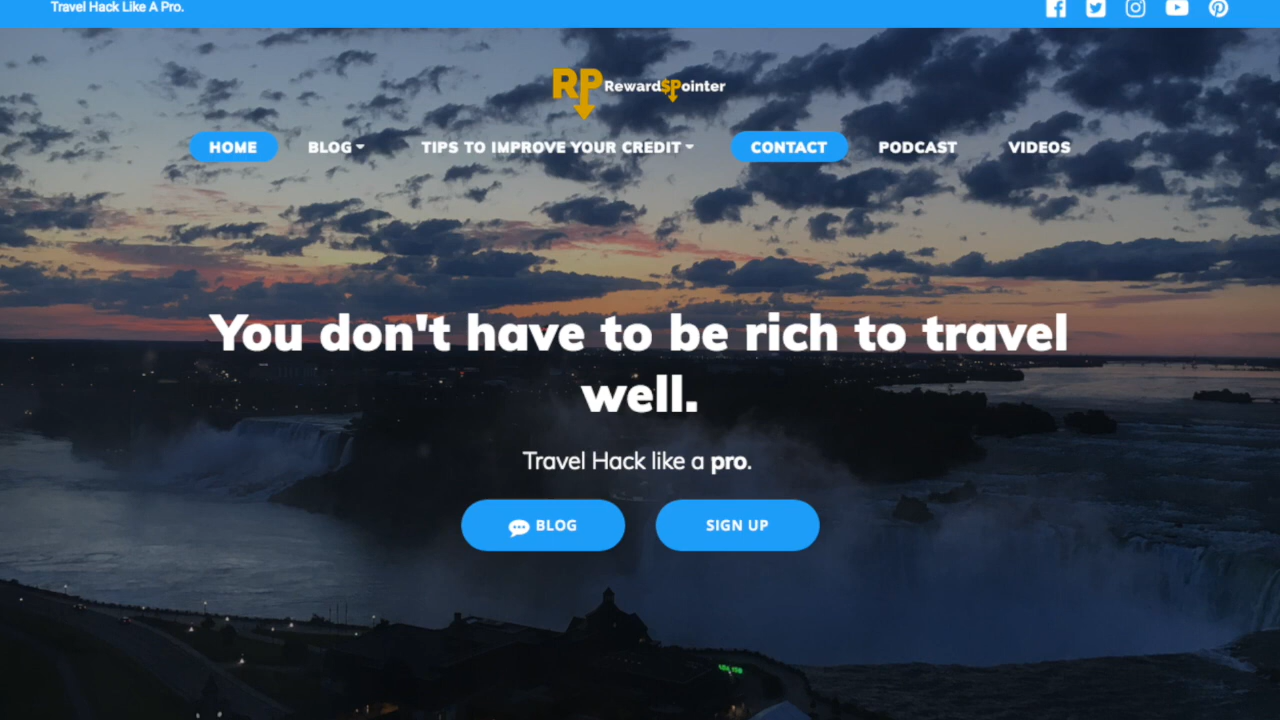 Travel Hack Like A Pro.
RP Reward$Pointer
HOME BLOG TIPS TO IMPROVE YOUR CREDIT CONTACT PODCAST VIDEOS
You don't have to be rich to travel
well.
Travel Hack like a pro.
BLOG SIGN UP